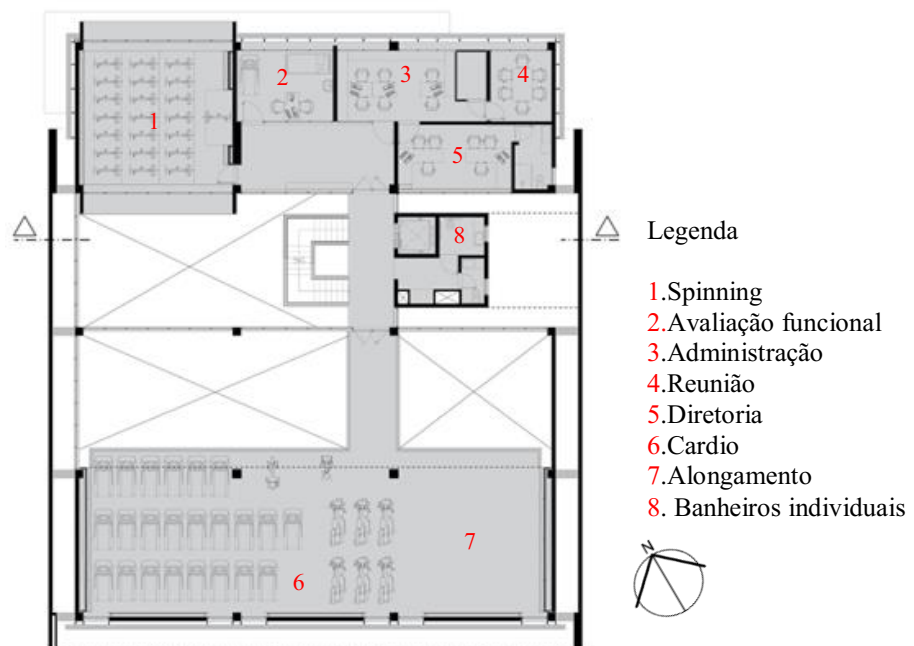 1
2
3
4
5
8
6
7
Legenda
1.Spinning
2.Avaliação funcional
3.Administração
4.Reunião
5.Diretoria
6.Cardio
7.Alongamento
8. Banheiros individuais
N